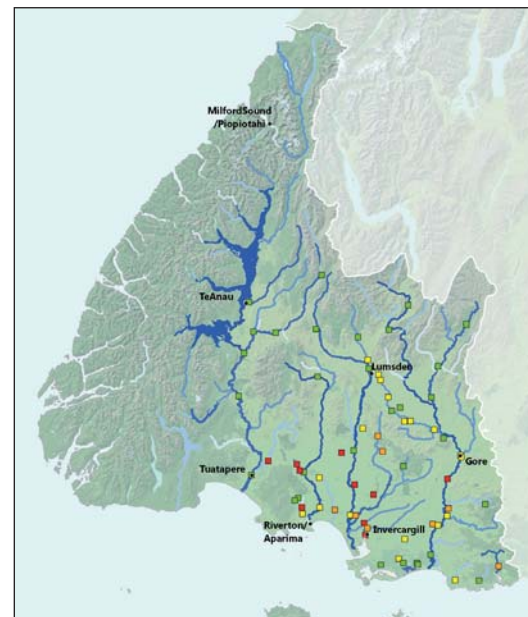 MilfordSound
/Piopiotahi
TeAnau
Lumsden
Gore
Tuatapere
Riverton/
Aparima
Invercargill